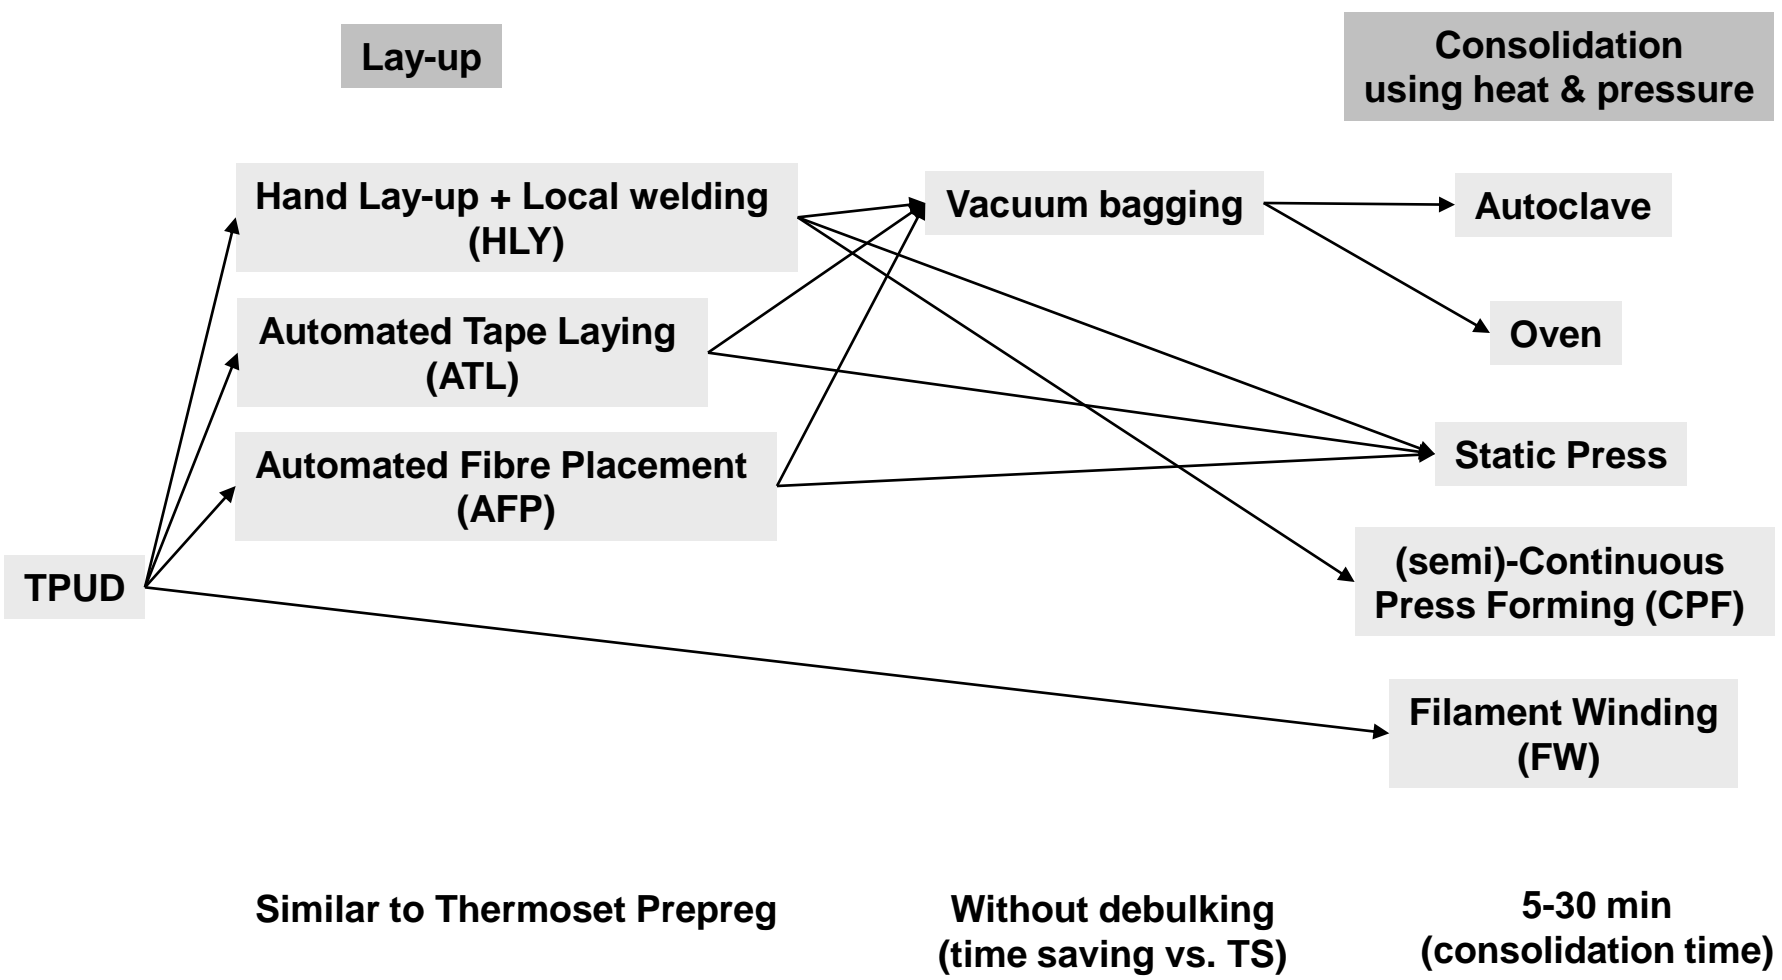 Lay-up
Consolidation
using heat & pressure
Hand Lay-up + Local welding
(HLY)
Vacuum bagging
Autoclave
Automated Tape Laying
(ATL)
Oven
Automated Fibre Placement
(AFP)
Static Press
TPUD
(semi)-Continuous
Press Forming (CPF)
Filament Winding
(FW)
Similar to Thermoset Prepreg
Without debulking
(time saving vs. TS)
5-30 min
(consolidation time)